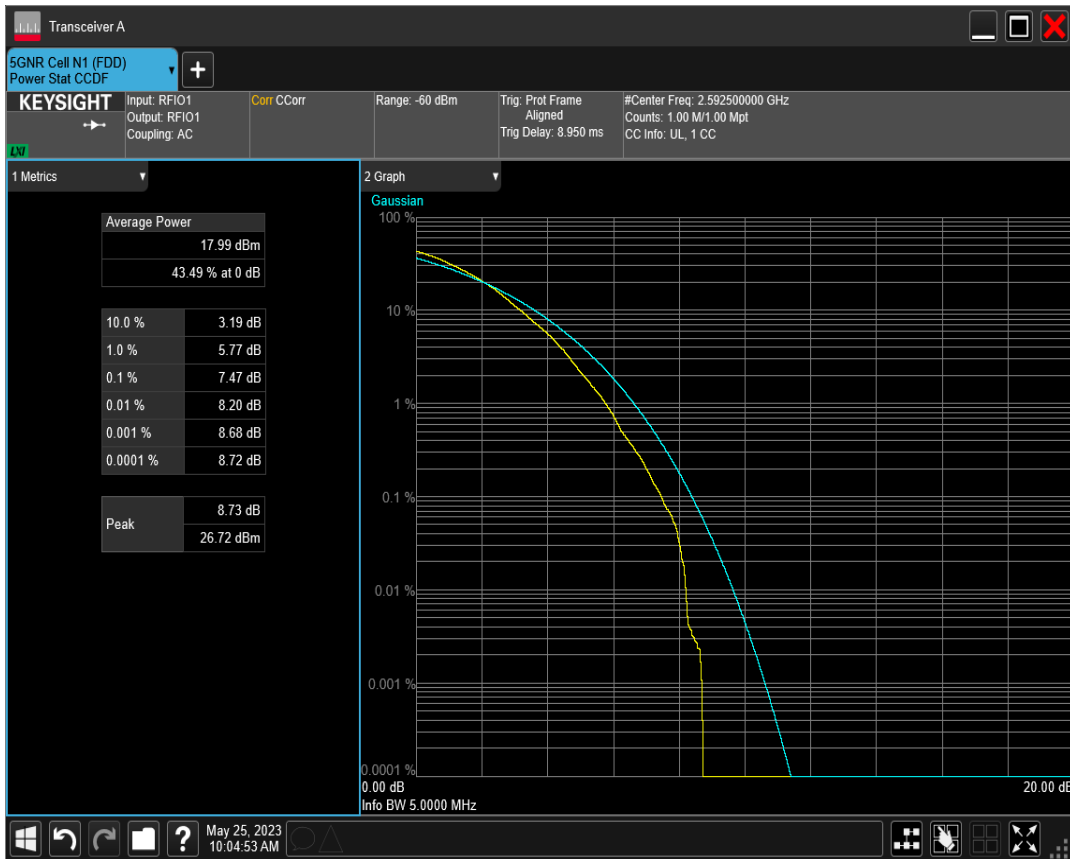 Transceiver A
5GNR Cell N1 (FDD)
Power Stat CCDF
+
KEYSIGHT
LXI
Input: RFIO1
Output: RFIO1
Coupling: AC
Corr CCorr
Range: -60 dBm
Trig: Prot Frame
Aligned
Trig Delay: 8.950 ms
#Center Freq: 2.592500000 GHz
Counts: 1.00 M/1.00 Mpt
CC Info: UL, 1 CC
1 Metrics
Average Power
17.99 dBm
43.49 % at 0 dB
10.0 % 3.19 dB
1.0 % 5.77 dB
0.1 % 7.47 dB
0.01 % 8.20 dB
0.001 % 8.68 dB
0.0001 % 8.72 dB
Peak 8.73 dB
26.72 dBm
2 Graph
Gaussian
100 %
10 %
1 %
0.1 %
0.01 %
0.001 %
0.0001 %
0.00 dB 20.00 dB
Info BW 5.0000 MHz
?
May 25, 2023
10:04:53 AM